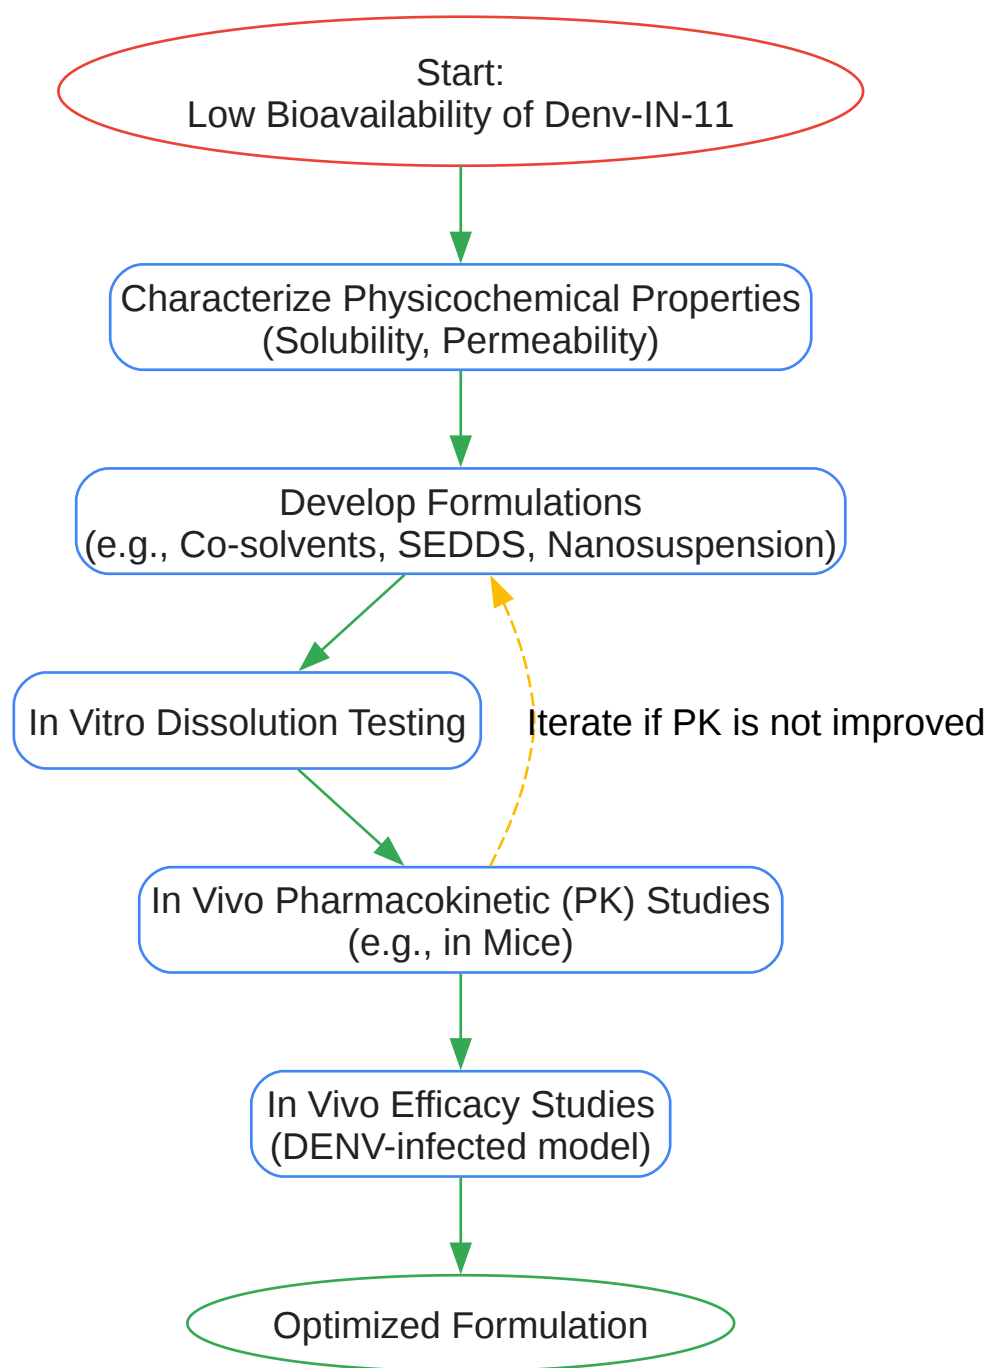 Start:
Low Bioavailability of Denv-IN-11
Characterize Physicochemical Properties
(Solubility, Permeability)
Develop Formulations
(e.g., Co-solvents, SEDDS, Nanosuspension)
In Vitro Dissolution Testing
Iterate if PK is not improved
In Vivo Pharmacokinetic (PK) Studies
(e.g., in Mice)
In Vivo Efficacy Studies
(DENV-infected model)
Optimized Formulation